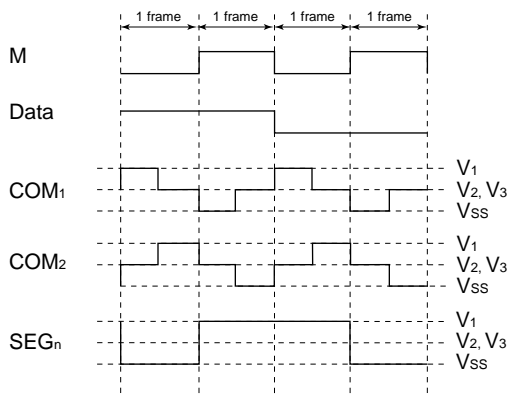 1 frame 1 frame 1 frame 1 frame
M
Data
V1
COM1 V2, V3
VSS
V1
COM2 V2, V3
VSS
V1
SEGn V2, V3
VSS